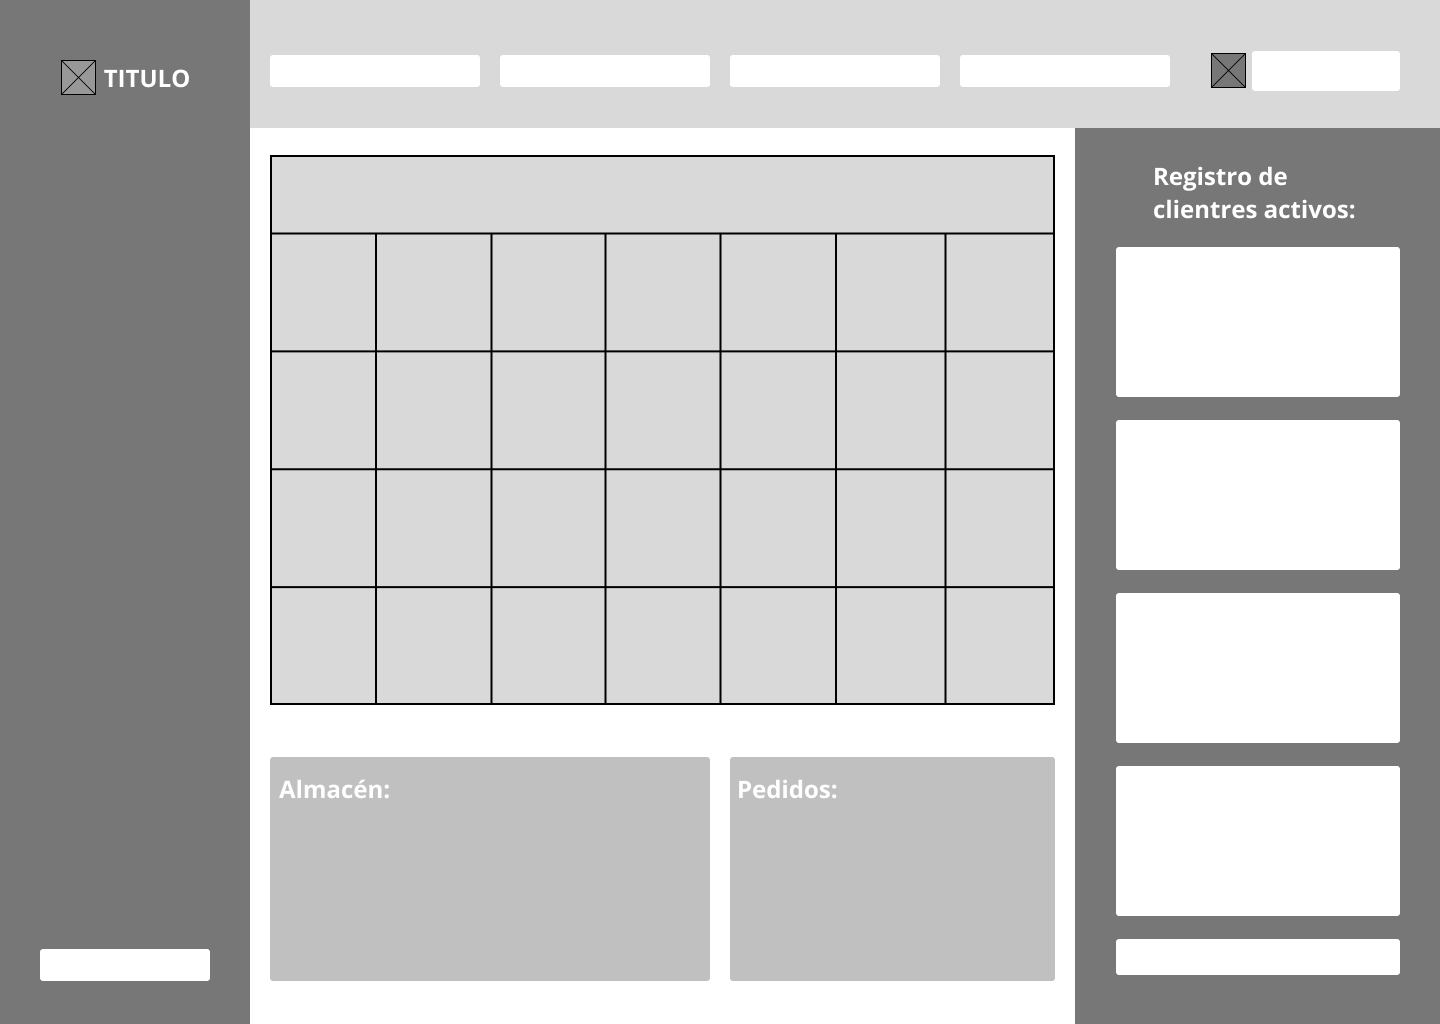 TITULO
Registro de
clientres activos:
Almacén:
Pedidos: